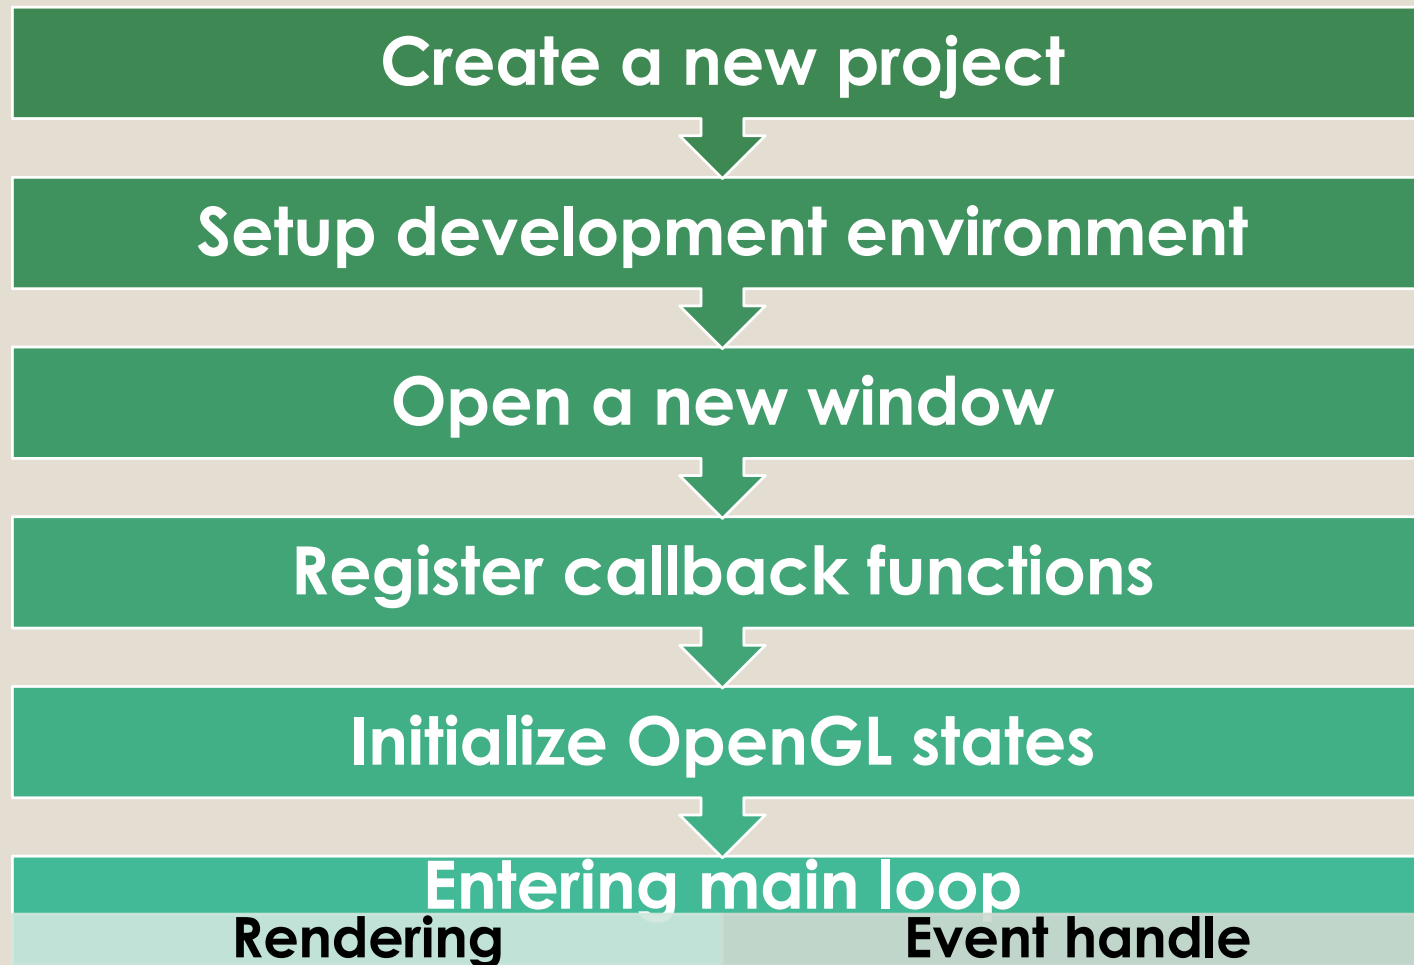 Create a new project
Setup development environment
Open a new window
Register callback functions
Initialize OpenGL states
Entering main loop
Rendering
Event handle